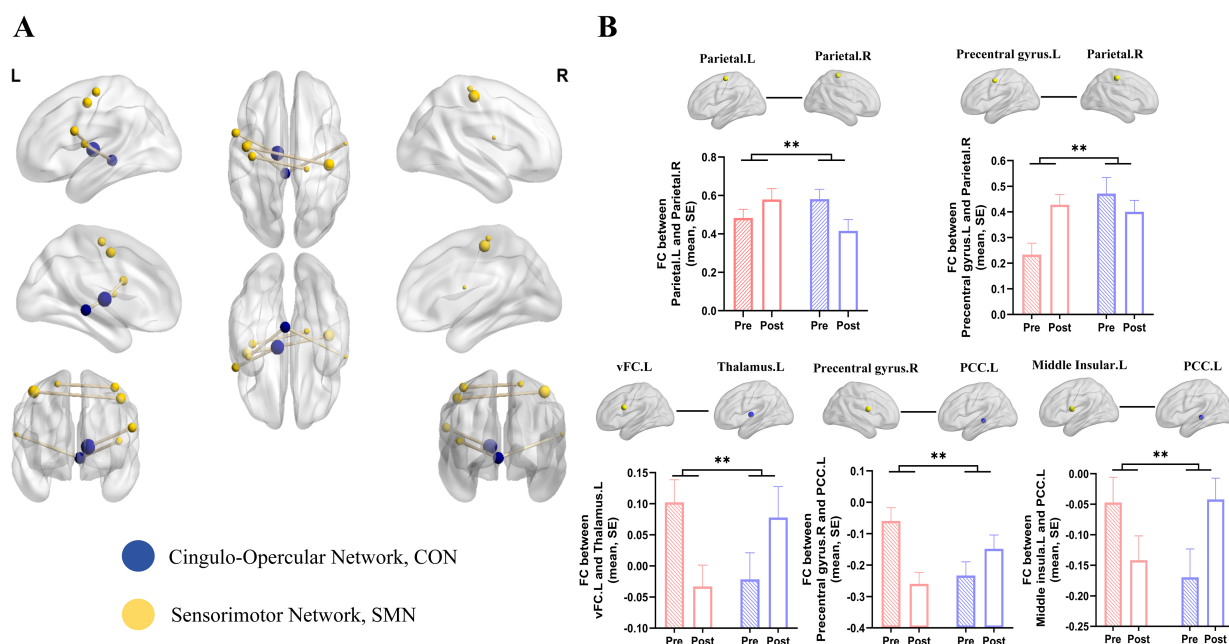 A
L
R
Cingulo-Opercular Network, CON
Sensorimotor Network, SMN
B
Parietal.L
Parietal.R
**
FC between
Parietal.L and Parietal.R
(mean, SE)
0.8
0.6
0.4
0.2
0.0
Pre Post Pre Post
Precentral gyrus.L
Parietal.R
**
FC between
Precentral gyrus.L and Parietal.R
(mean, SE)
0.6
0.5
0.4
0.3
0.2
0.1
0.0
Pre Post Pre Post
vFC.L
Thalamus.L
**
FC between
vFC.L and Thalamus.L
(mean, SE)
0.15
0.10
0.05
0.00
-0.05
-0.10
Pre Post Pre Post
Precentral gyrus.R
PCC.L
**
FC between
Precentral gyrus.R and PCC.L
(mean, SE)
0.1
0.0
-0.1
-0.2
-0.3
-0.4
Pre Post Pre Post
Middle Insular.L
PCC.L
**
FC between
Middle insula.L and PCC.L
(mean, SE)
0.00
-0.05
-0.10
-0.15
-0.20
-0.25
Pre Post Pre Post